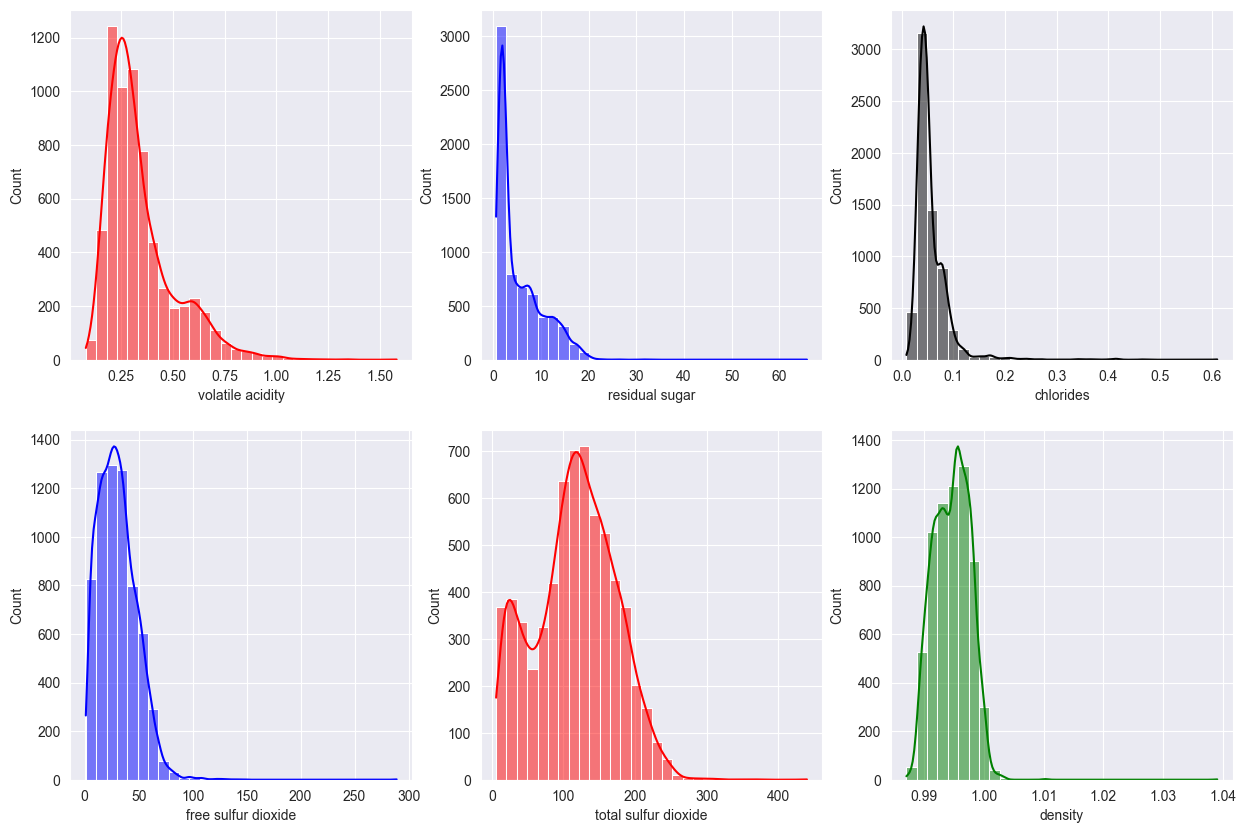 1200
1000
800
600
400
200
0
Count
0.25 0.50 0.75 1.00 1.25 1.50
volatile acidity
3000
2500
2000
1500
1000
500
0
Count
0 10 20 30 40 50 60
residual sugar
3000
2500
2000
1500
1000
500
0
Count
0.0 0.1 0.2 0.3 0.4 0.5 0.6
chlorides
1400
1200
1000
800
600
400
200
0
Count
0 50 100 150 200 250 300
free sulfur dioxide
700
600
500
400
300
200
100
0
Count
0 100 200 300 400
total sulfur dioxide
1400
1200
1000
800
600
400
200
0
Count
0.99 1.00 1.01 1.02 1.03 1.04
density